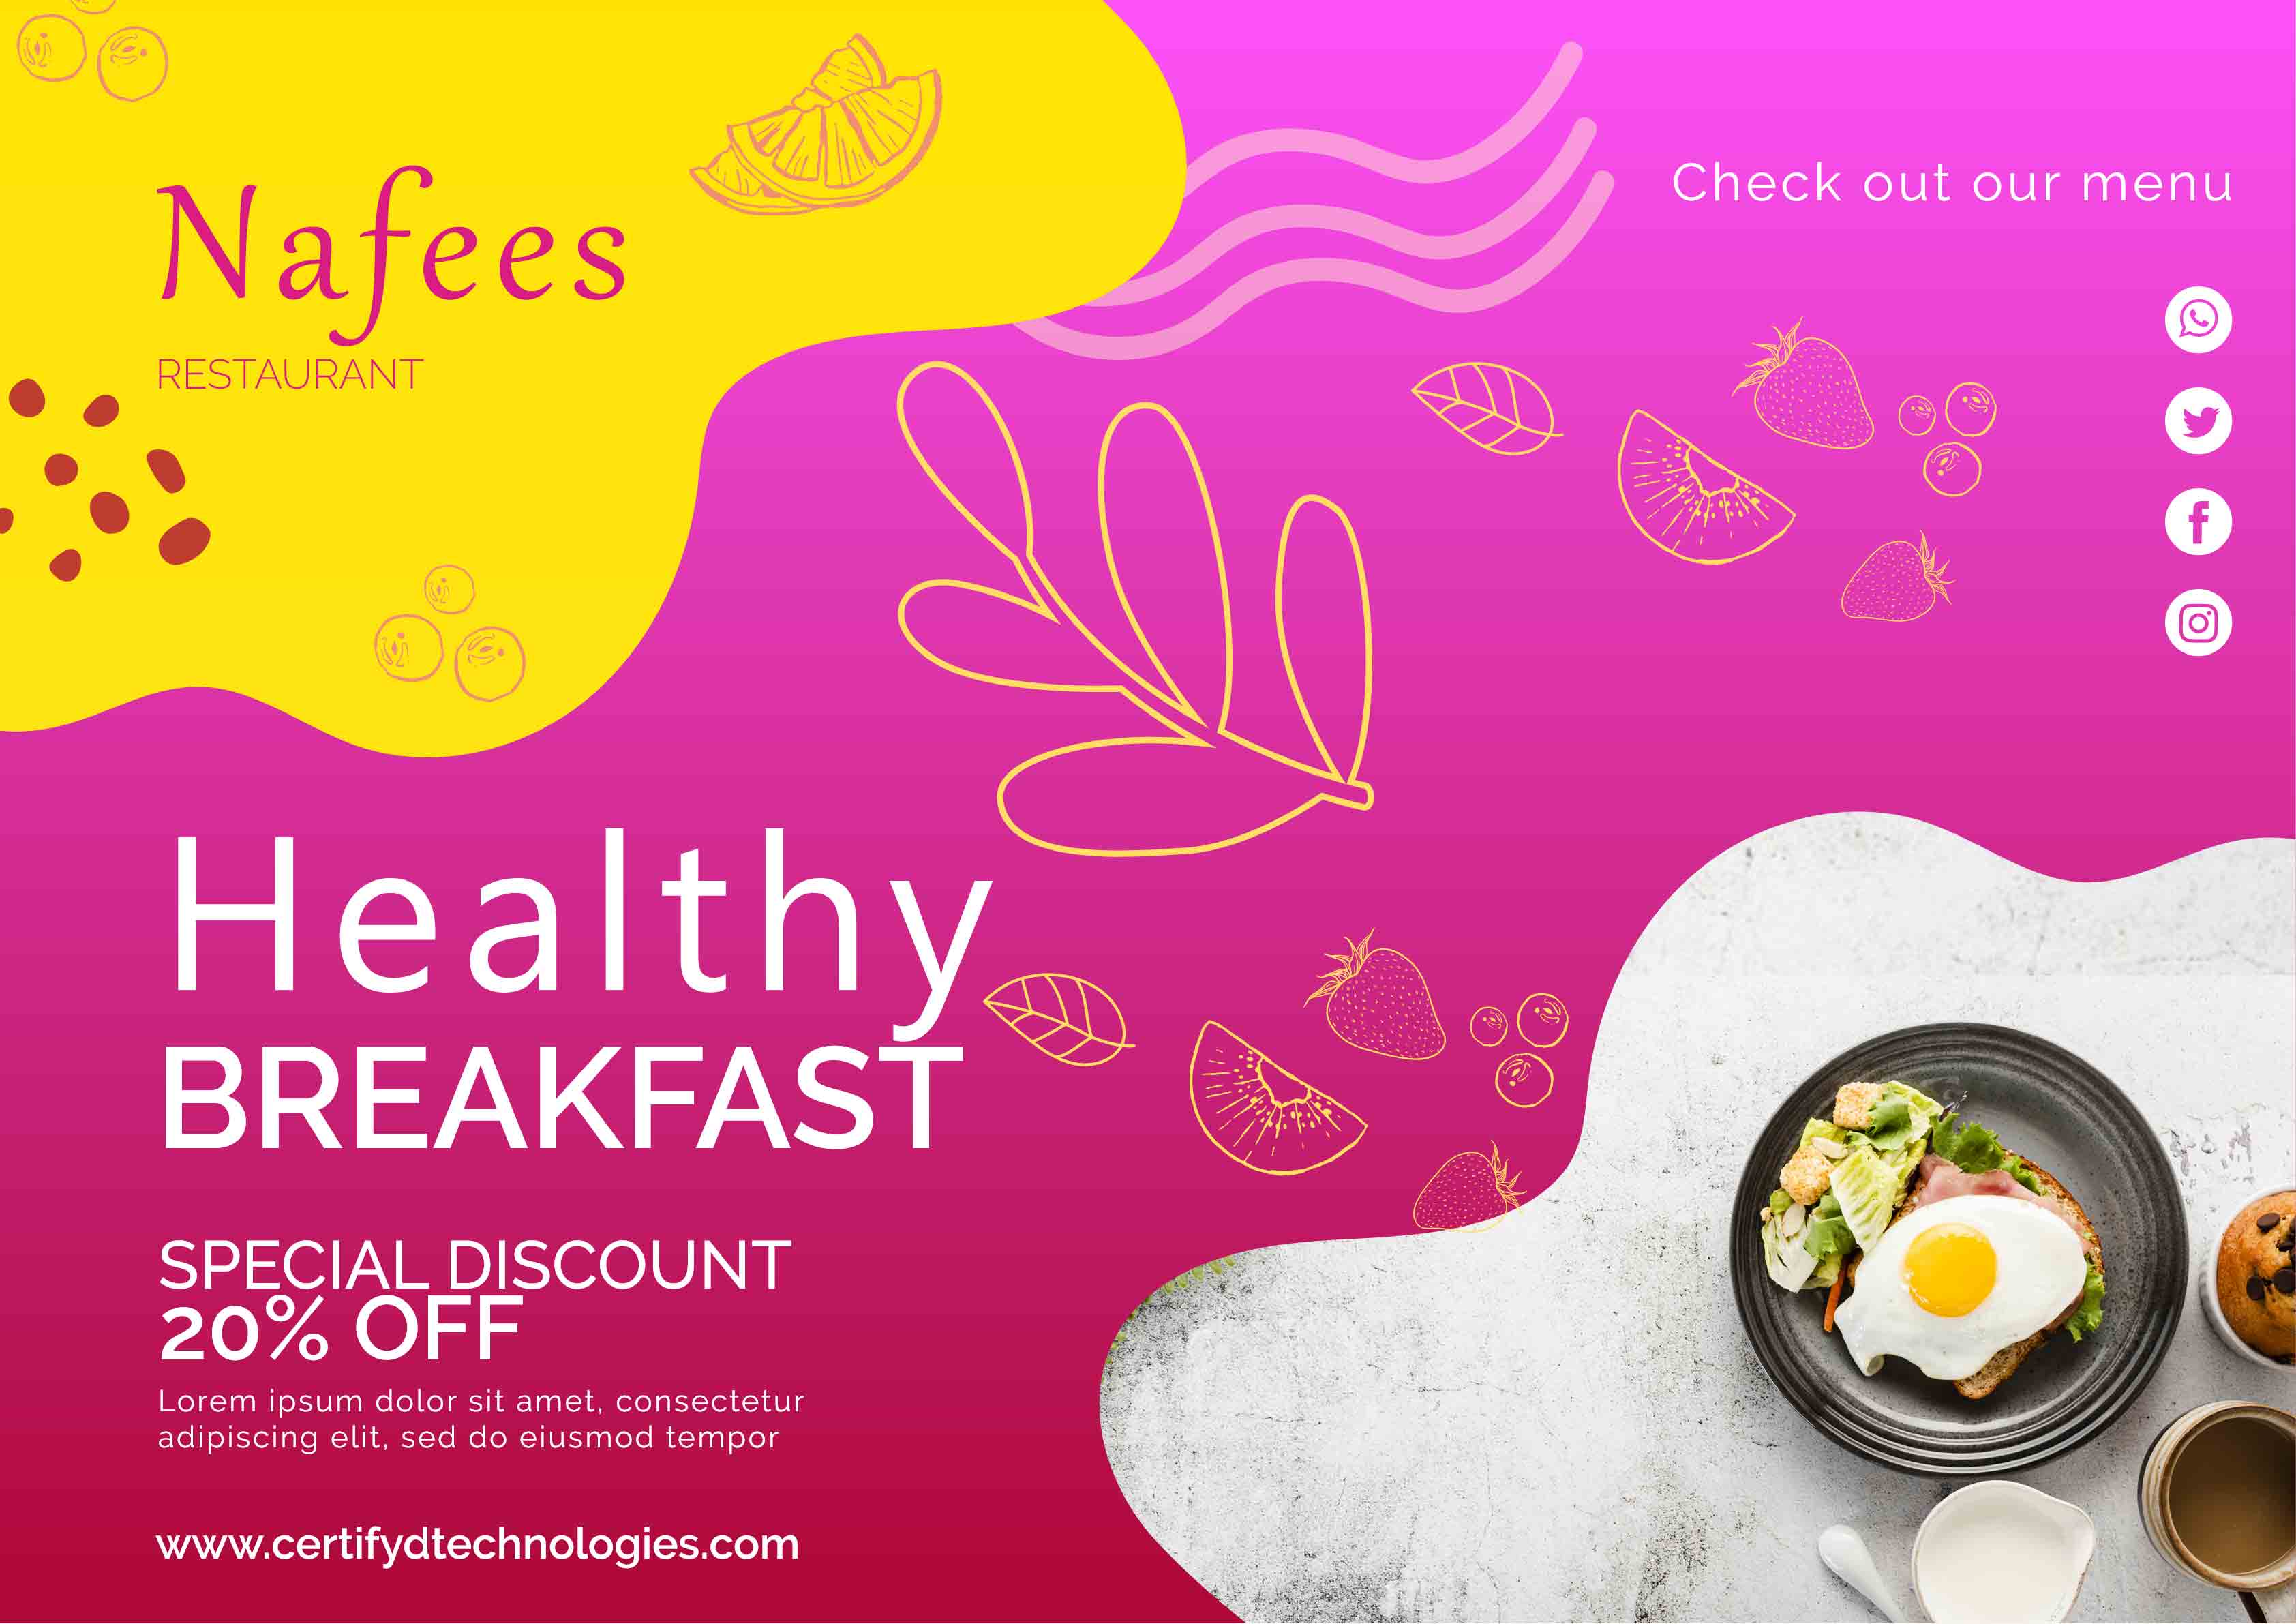 Nafees
RESTAURANT
Check out our menu
Healthy
BREAKFAST
SPECIAL DISCOUNT
20% OFF
Lorem ipsum dolor sit amet, consectetur
adipiscing elit, sed do eiusmod tempor
www.certifydtechnologies.com